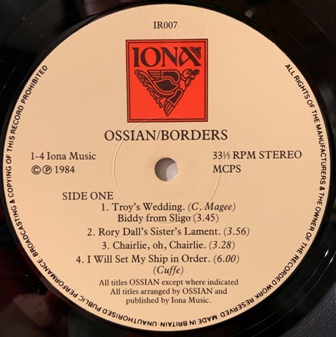 IR007
IONA
OSSIAN/BORDERS
1-4 Iona Music
Ⓒ Ⓟ 1984
33⅓ RPM STEREO
MCPS
SIDE ONE
1. Troy's Wedding. (C. Magee)
Biddy from Sligo (3.45)
2. Rory Dall's Sister's Lament. (3.56)
3. Chairlie, oh, Chairlie. (3.28)
4. I Will Set My Ship in Order. (6.00)
(Cuffe)
All titles OSSIAN except where indicated
All titles arranged by OSSIAN and
published by Iona Music.
ALL RIGHTS OF THE MANUFACTURERS & OF THE OWNER OF THE RECORDED WORK RESERVED MADE IN BRITAIN · UNAUTHORISED PUBLIC PERFORMANCE BROADCASTING & COPYING OF THIS RECORD PROHIBITED